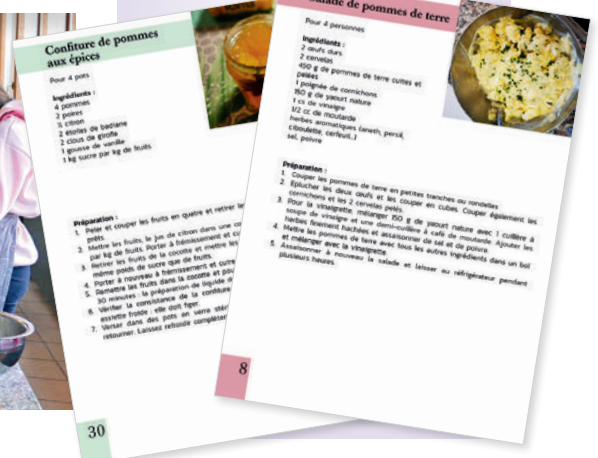 Confiture de pommes
aux épices
Pour 4 pots
Ingrédients :
4 pommes
2 poires
½ citron
2 étoiles de badiane
2 clous de girofle
1 gousse de vanille
1 kg sucre par kg de fruits
Préparation :
1. Peler et couper les fruits en quatre et retirer les
2. Mettre les fruits, le jus de citron dans une
par kg de fruits. Porter à frémissement et
3. Retirer les fruits de la cocotte et mettre les
même poids de sucre que de fruits.
4. Porter à nouveau à frémissement et cuire
5. Remettre les fruits dans la cocotte et
30 minutes : la préparation de liquide
6. Vérifier la consistance de la confiture
assiette froide : elle doit figer.
7. Verser dans des pots en verre
retourner. Laissez refroidir
30
de pommes de terre
Pour 4 personnes
Ingrédients :
2 œufs durs
2 cervelas
450 g de pommes de terre cuites et
pelées
1 poignée de cornichons
150 g de yaourt nature
1 cs de vinaigre
1/2 cc de moutarde
herbes aromatiques (aneth, persil,
ciboulette, cerfeuil,..)
sel, poivre
Préparation :
1. Couper les pommes de terre en petites tranches ou rondelles
2. Eplucher les deux œufs et les couper en cubes. Couper également les
cornichons et les 2 cervelas pelés.
3. Pour la vinaigrette, mélanger 150 g de yaourt nature avec 1 cuillère à
soupe de vinaigre et une demi-cuillère à café de moutarde. Ajouter les
herbes finement hachées et assaisonner de sel et de poivre.
4. Mettre les pommes de terre avec tous les autres ingrédients dans un bol
et mélanger avec la vinaigrette.
5. Assaisonner à nouveau la salade et laisser au réfrigérateur pendant
plusieurs heures.
8